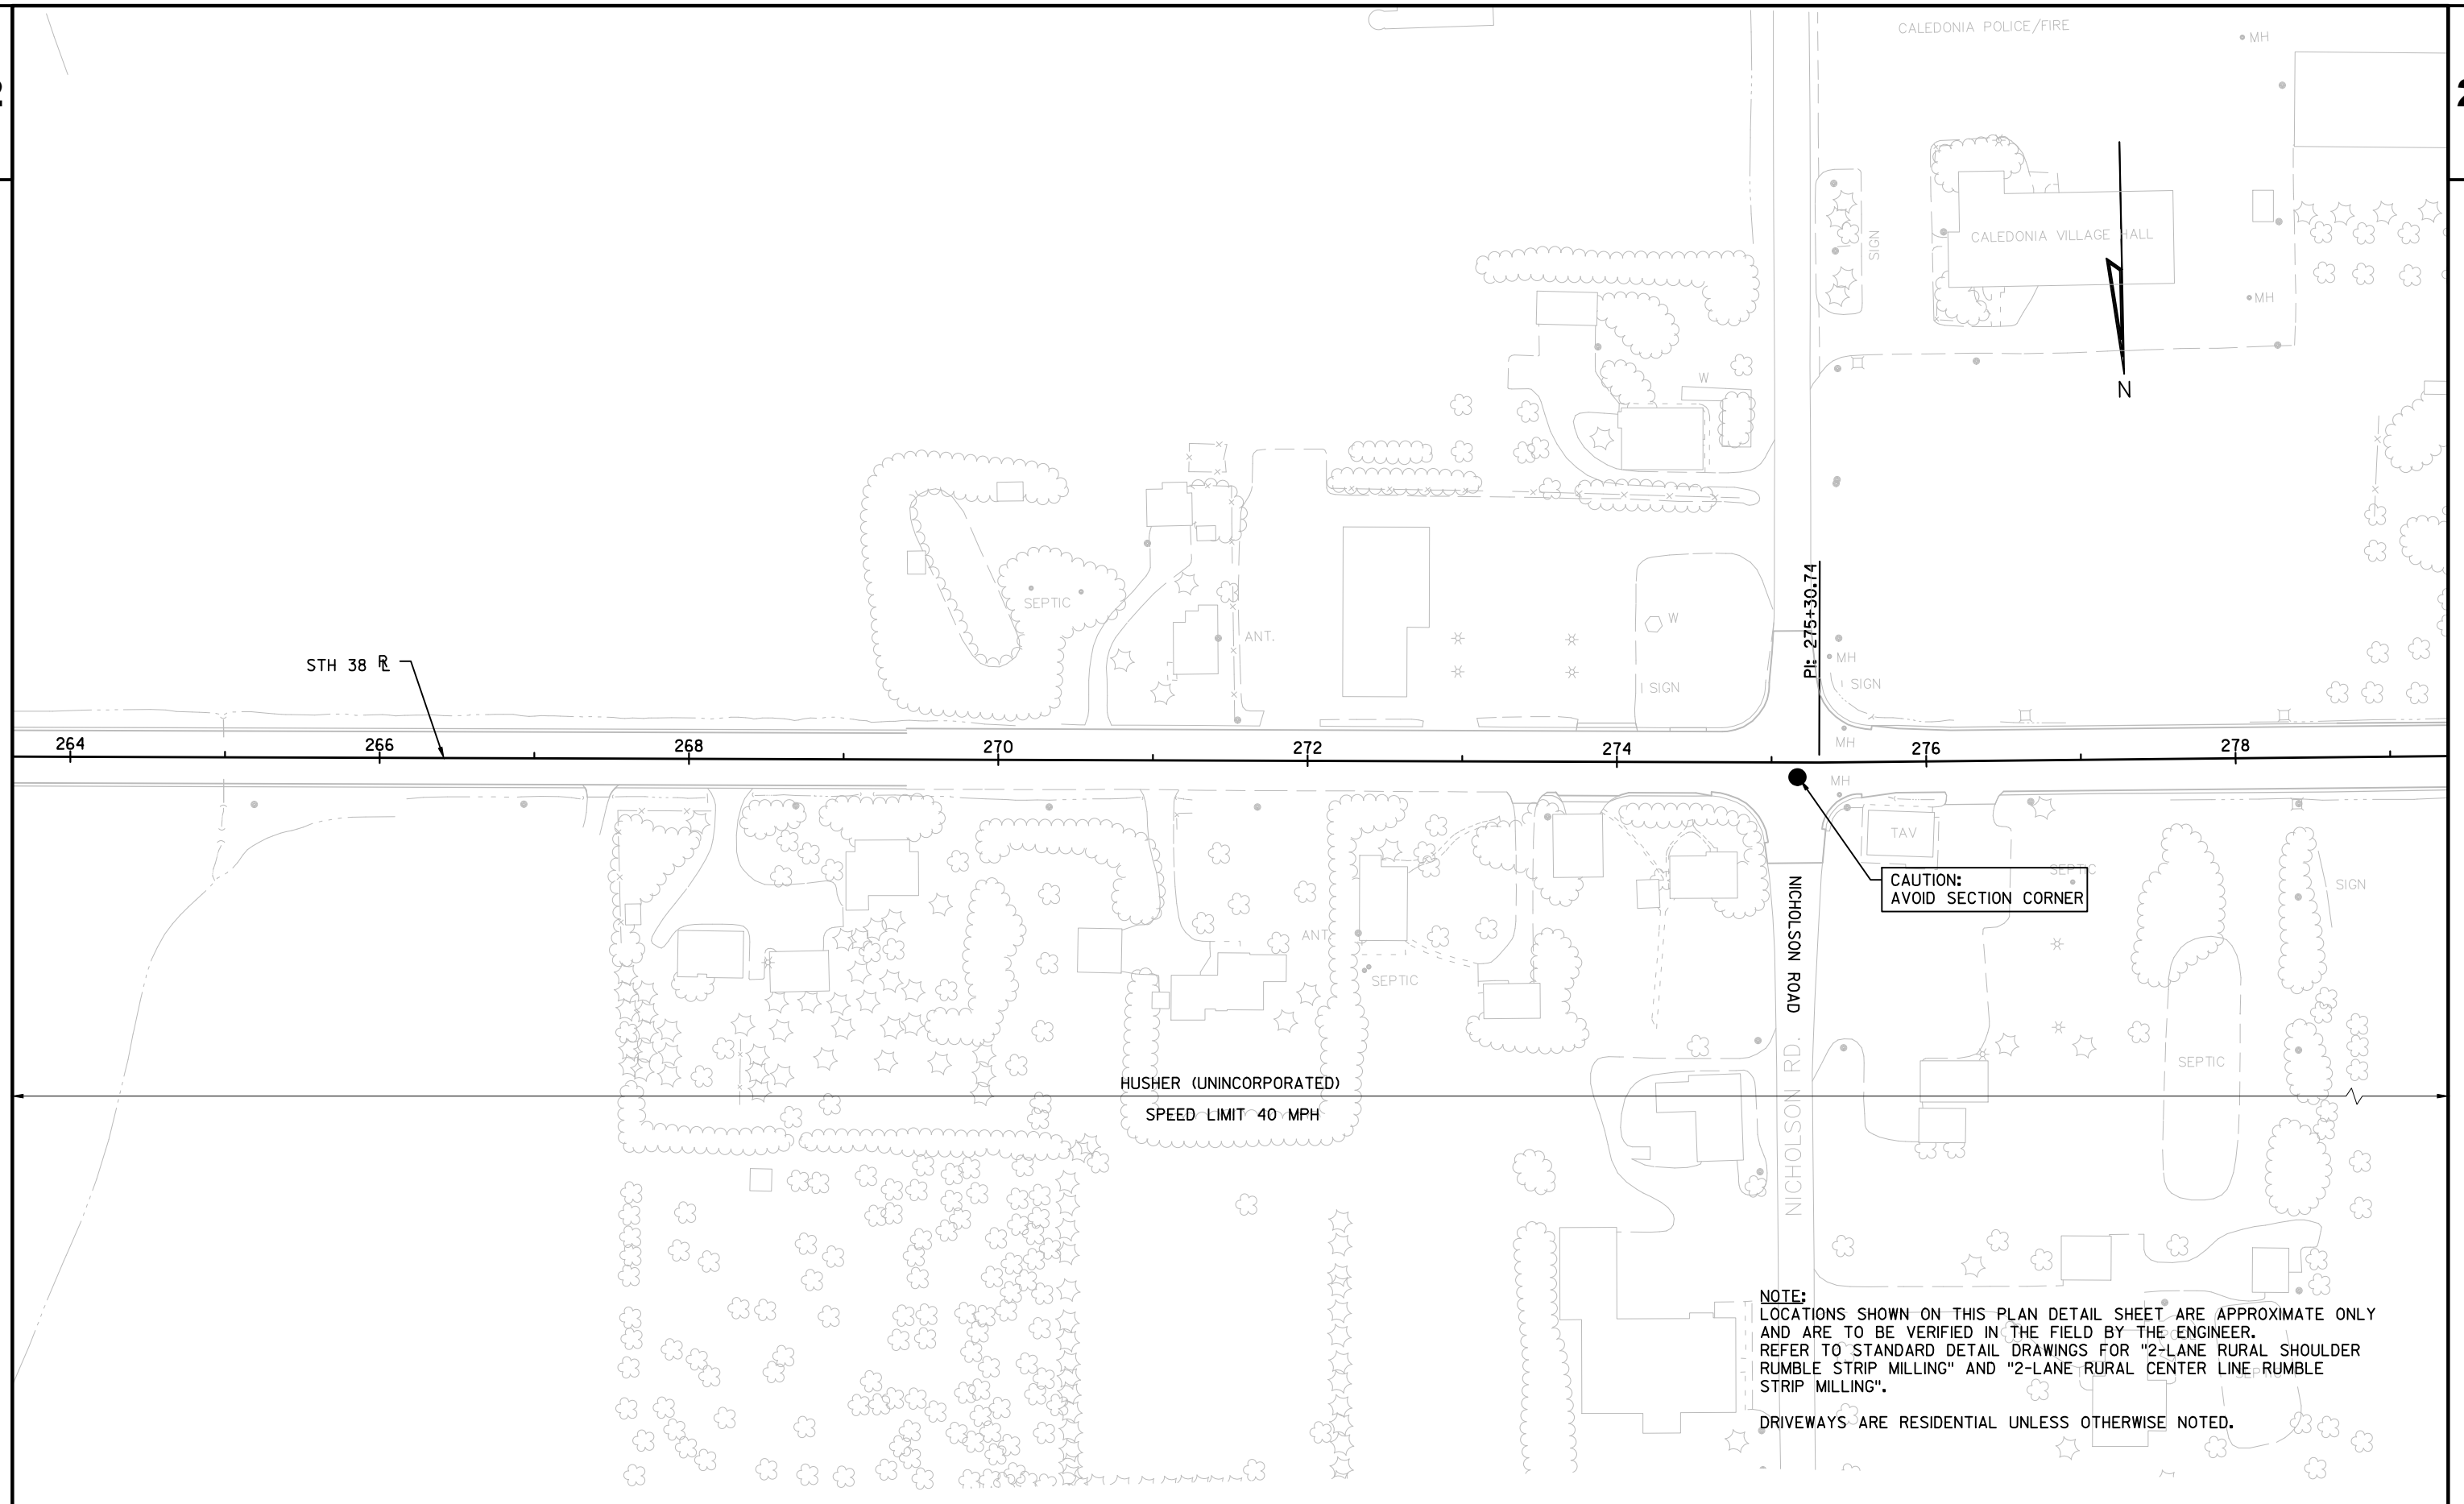 CALEDONIA POLICE/FIRE
MH
SIGN
CALEDONIA VILLAGE HALL
MH
N
W
SEPTIC
ANT.
W
SIGN
PI: 275+30.74
MH
SIGN
STH 38 R/L
MH
264
266
268
270
272
274
276
278
MH
TAV
SEPTIC
SIGN
CAUTION:
AVOID SECTION CORNER
NICHOLSON ROAD
ANT
SEPTIC
SEPTIC
NICHOLSON RD.
HUSHER (UNINCORPORATED)
SPEED LIMIT 40 MPH
NOTE:
LOCATIONS SHOWN ON THIS PLAN DETAIL SHEET ARE APPROXIMATE ONLY
AND ARE TO BE VERIFIED IN THE FIELD BY THE ENGINEER.
REFER TO STANDARD DETAIL DRAWINGS FOR "2-LANE RURAL SHOULDER
RUMBLE STRIP MILLING" AND "2-LANE RURAL CENTER LINE RUMBLE
STRIP MILLING".
SEPTIC
DRIVEWAYS ARE RESIDENTIAL UNLESS OTHERWISE NOTED.